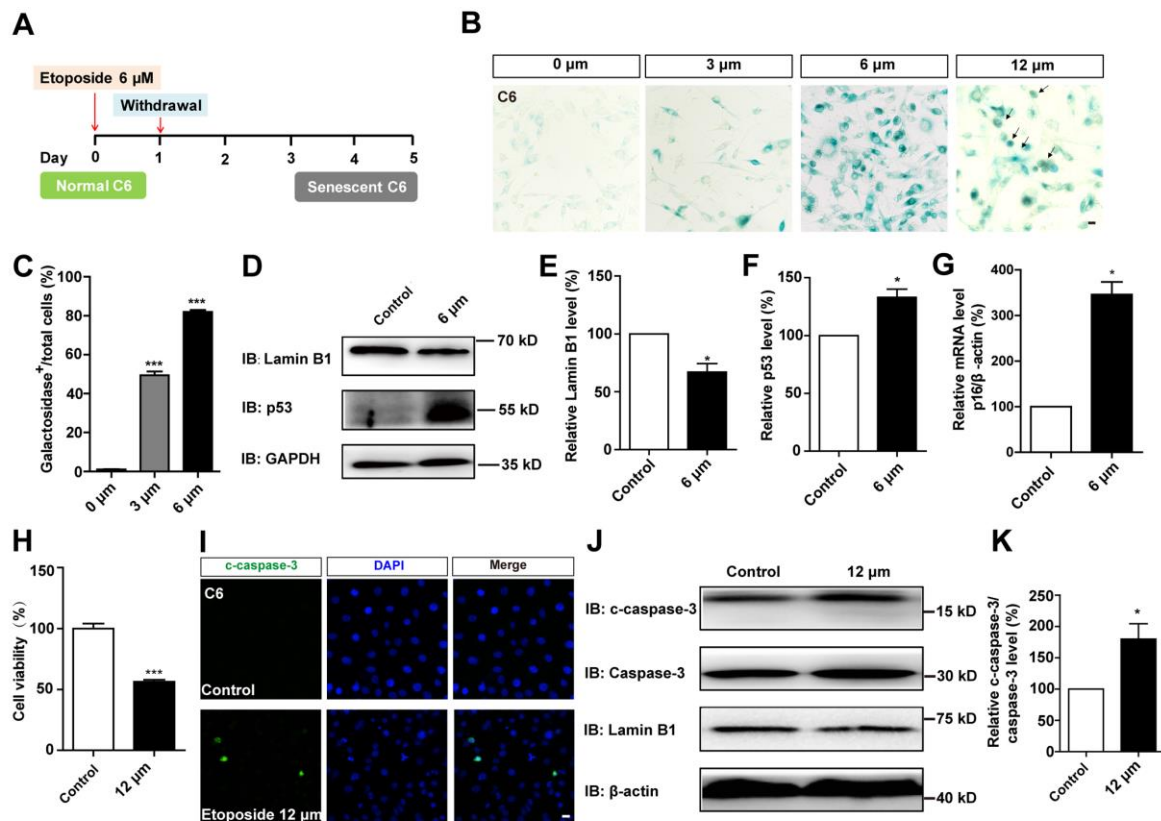 A
Etoposide 6 µM
Withdrawal
Day 0 1 2 3 4 5
Normal C6
Senescent C6
B
0 µm 3 µm 6 µm 12 µm
C6
C
Galactosidase⁺/total cells (%)
100
80
60
40
20
0
***
***
0 µm 3 µm 6 µm
D
Control 6 µm
IB: Lamin B1
70 kD
IB: p53
55 kD
IB: GAPDH
35 kD
E
Relative Lamin B1 level (%)
150
100
50
0
*
Control 6 µm
F
Relative p53 level (%)
150
100
50
0
*
Control 6 µm
G
Relative mRNA level
p16/β -actin (%)
400
300
200
100
0
*
Control 6 µm
H
Cell viability (%)
150
100
50
0
***
Control 12 µm
I
c-caspase-3 DAPI Merge
C6
Control
Etoposide 12 µm
J
Control 12 µm
IB: c-caspase-3
15 kD
IB: Caspase-3
30 kD
IB: Lamin B1
75 kD
IB: β-actin
40 kD
K
Relative c-caspase-3/
caspase-3 level (%)
250
200
150
100
50
0
*
Control 12 µm